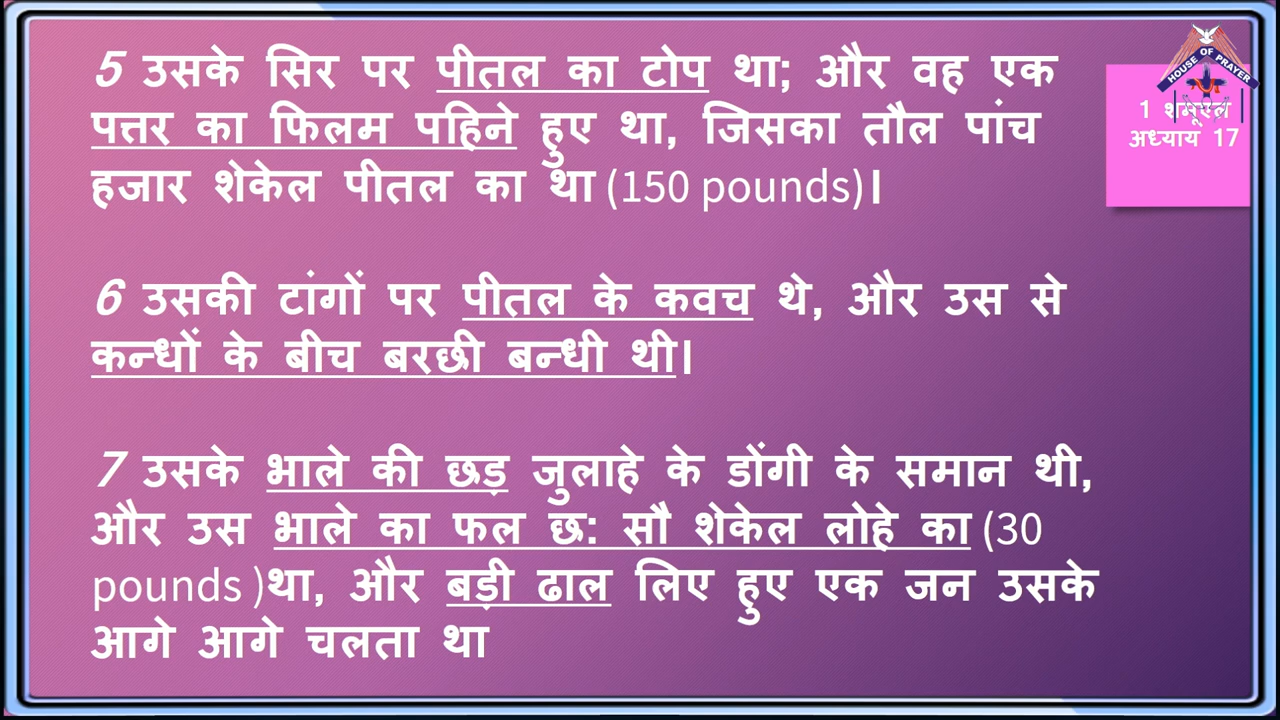 5 उसके सिर पर पीतल का टोप था; और वह एक
पत्तर का फिलम पहिने हुए था, जिसका तौल पांच
हजार शेकेल पीतल का था (150 pounds)।
6 उसकी टांगों पर पीतल के कवच थे, और उस से
कन्धों के बीच बरछी बन्धी थी।
7 उसके भाले की छड़ जुलाहे के डोंगी के समान थी,
और उस भाले का फल छ: सौ शेकेल लोहे का (30
pounds )था, और बड़ी ढाल लिए हुए एक जन उसके
आगे आगे चलता था
HOUSE OF PRAYER
1 शमूएल
अध्याय 17